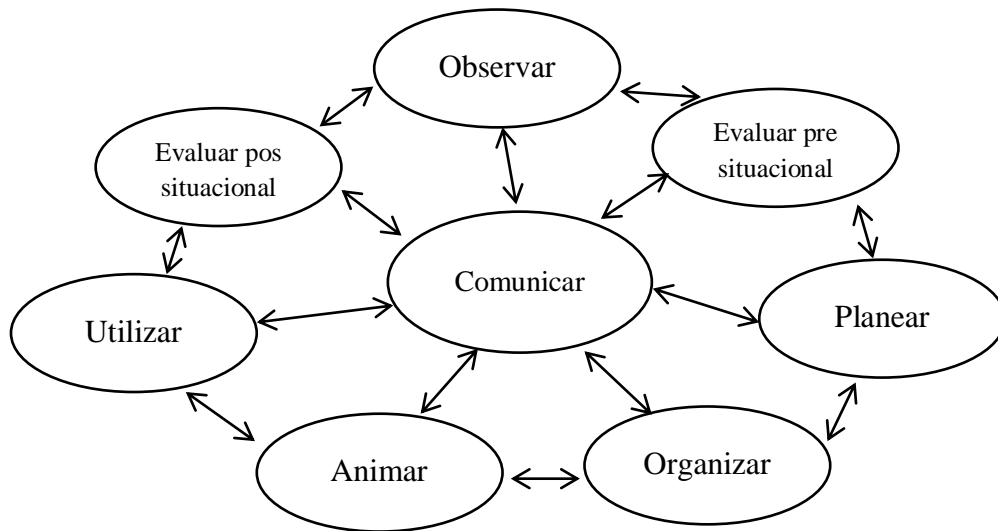 Observar
Evaluar pre
situacional
Evaluar pos
situacional
Comunicar
Planear
Utilizar
Organizar
Animar